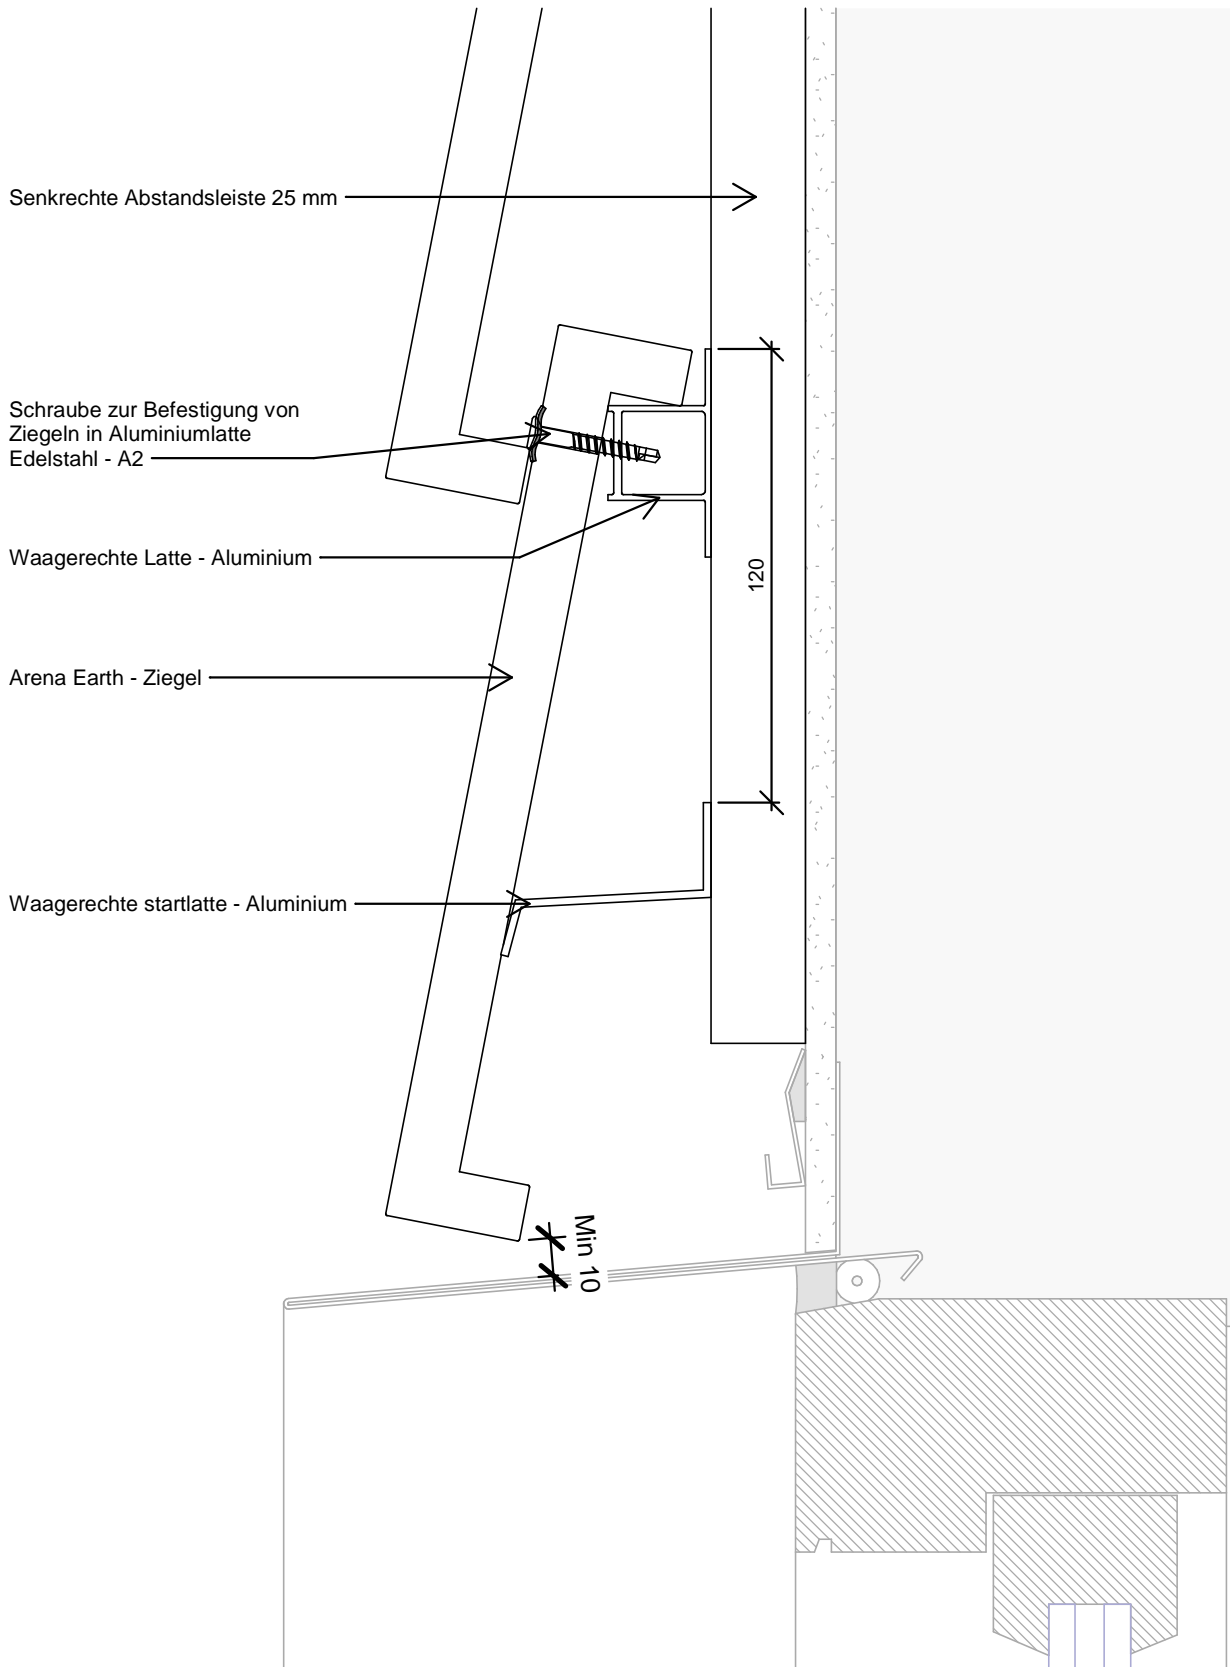 Senkrechte Abstandsleiste 25 mm
Schraube zur Befestigung von
Ziegeln in Aluminiumlatte
Edelstahl - A2
Waagerechte Latte - Aluminium
120
Arena Earth - Ziegel
Waagerechte startlatte - Aluminium
Min 10